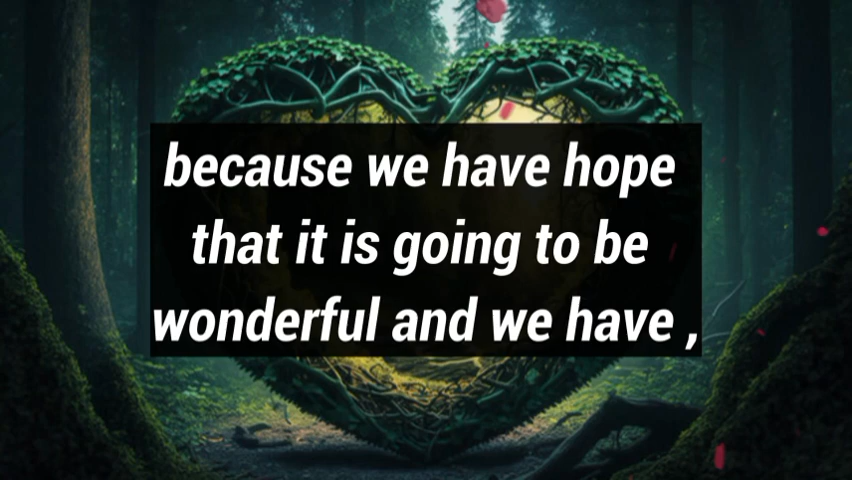 because we have hope
that it is going to be
wonderful and we have ,